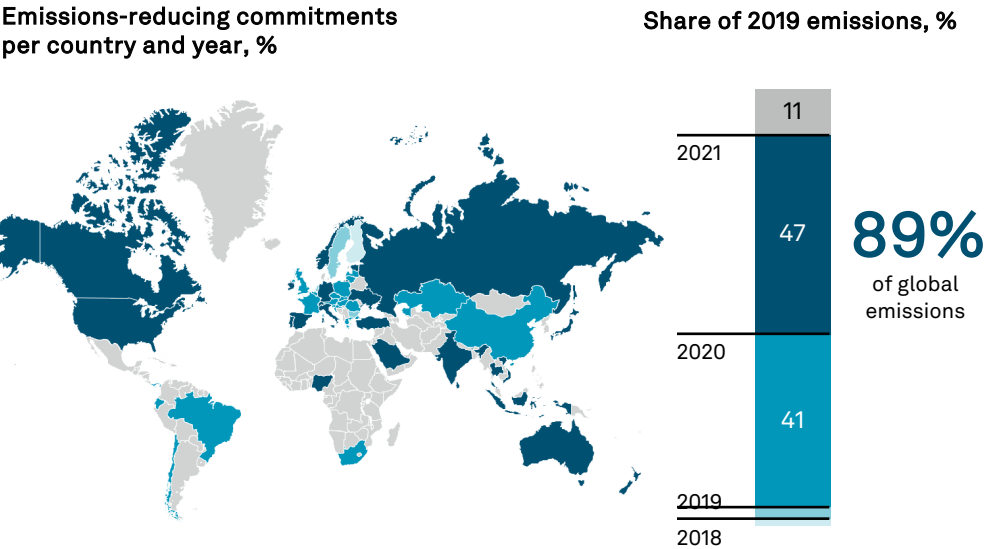 Emissions-reducing commitments
per country and year, %
Share of 2019 emissions, %
11
2021
47
89%
of global
emissions
2020
41
2019
2018